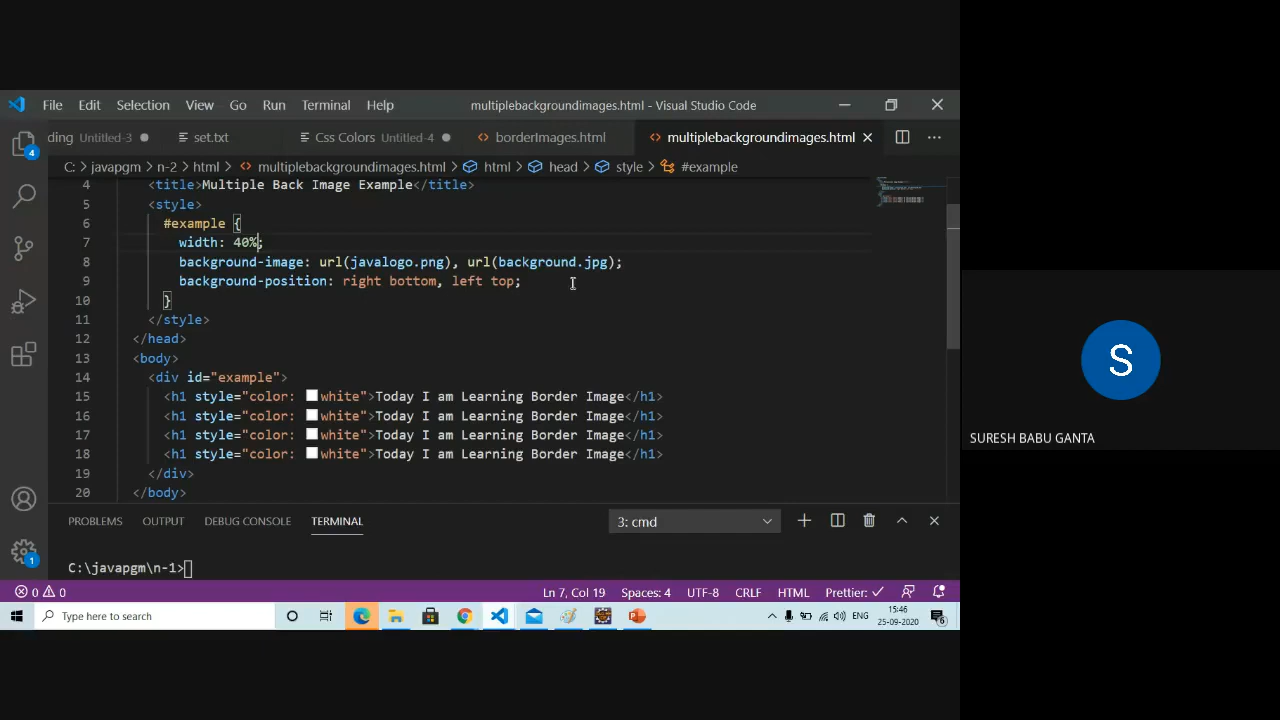 File Edit Selection View Go Run Terminal Help multiplebackgroundimages.html - Visual Studio Code
ding Untitled-3 set.txt Css Colors Untitled-4 borderImages.html multiplebackgroundimages.html
C: > javapgm > n-2 > html > multiplebackgroundimages.html > html > head > style > #example
4 <title>Multiple Back Image Example</title>
5 <style>
6 #example {
7 width: 40%;
8 background-image: url(javalogo.png), url(background.jpg);
9 background-position: right bottom, left top;
10 }
11 </style>
12 </head>
13 <body>
14 <div id="example">
15 <h1 style="color: white">Today I am Learning Border Image</h1>
16 <h1 style="color: white">Today I am Learning Border Image</h1>
17 <h1 style="color: white">Today I am Learning Border Image</h1>
18 <h1 style="color: white">Today I am Learning Border Image</h1>
19 </div>
20 </body>
4
S
SURESH BABU GANTA
PROBLEMS OUTPUT DEBUG CONSOLE TERMINAL 3: cmd
C:\javapgm\n-1>
1
0 0 Ln 7, Col 19 Spaces: 4 UTF-8 CRLF HTML Prettier: ✓
Type here to search ENG 15:46
25-09-2020 6